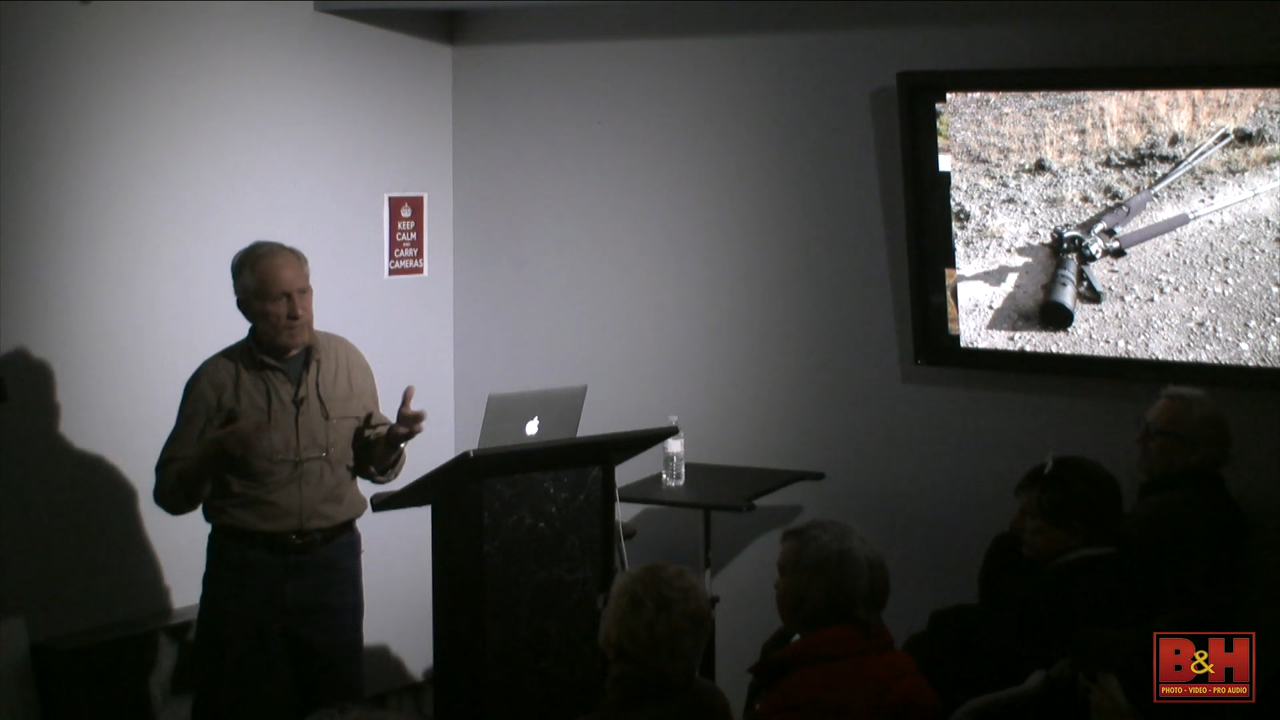 KEEP
CALM
AND
CARRY
CAMERAS
B&H
PHOTO - VIDEO - PRO AUDIO